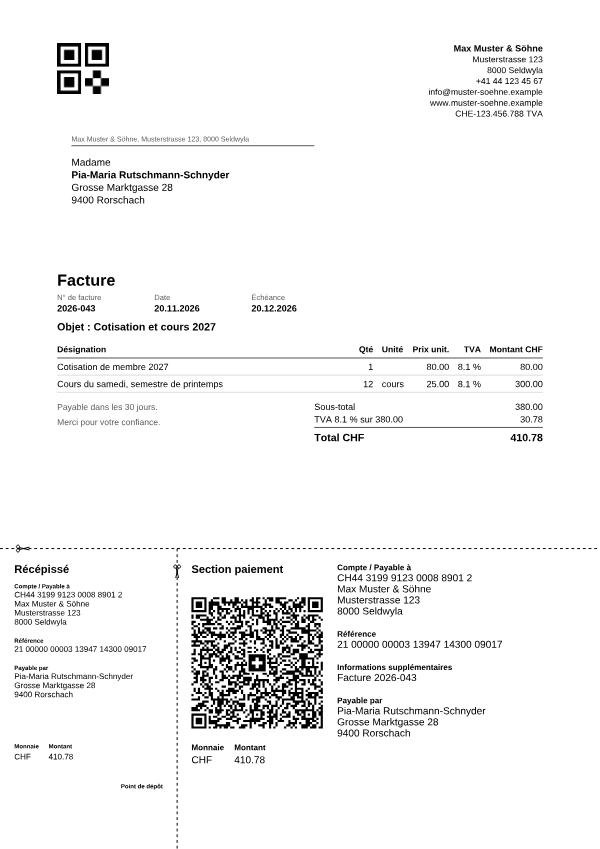 Max Muster & Söhne
Musterstrasse 123
8000 Seldwyla
+41 44 123 45 67
info@muster-soehne.example
www.muster-soehne.example
CHE-123.456.788 TVA
Max Muster & Söhne, Musterstrasse 123, 8000 Seldwyla
Madame
Pia-Maria Rutschmann-Schnyder
Grosse Marktgasse 28
9400 Rorschach
Facture
N° de facture Date Échéance
2026-043 20.11.2026 20.12.2026
Objet : Cotisation et cours 2027
Désignation Qté Unité Prix unit. TVA Montant CHF
Cotisation de membre 2027 1 80.00 8.1 % 80.00
Cours du samedi, semestre de printemps 12 cours 25.00 8.1 % 300.00
Payable dans les 30 jours.
Merci pour votre confiance.
Sous-total 380.00
TVA 8.1 % sur 380.00 30.78
Total CHF 410.78
Récépissé
Compte / Payable à
CH44 3199 9123 0008 8901 2
Max Muster & Söhne
Musterstrasse 123
8000 Seldwyla
Référence
21 00000 00003 13947 14300 09017
Payable par
Pia-Maria Rutschmann-Schnyder
Grosse Marktgasse 28
9400 Rorschach
Monnaie Montant
CHF 410.78
Point de dépôt
Section paiement
Monnaie Montant
CHF 410.78
Compte / Payable à
CH44 3199 9123 0008 8901 2
Max Muster & Söhne
Musterstrasse 123
8000 Seldwyla
Référence
21 00000 00003 13947 14300 09017
Informations supplémentaires
Facture 2026-043
Payable par
Pia-Maria Rutschmann-Schnyder
Grosse Marktgasse 28
9400 Rorschach